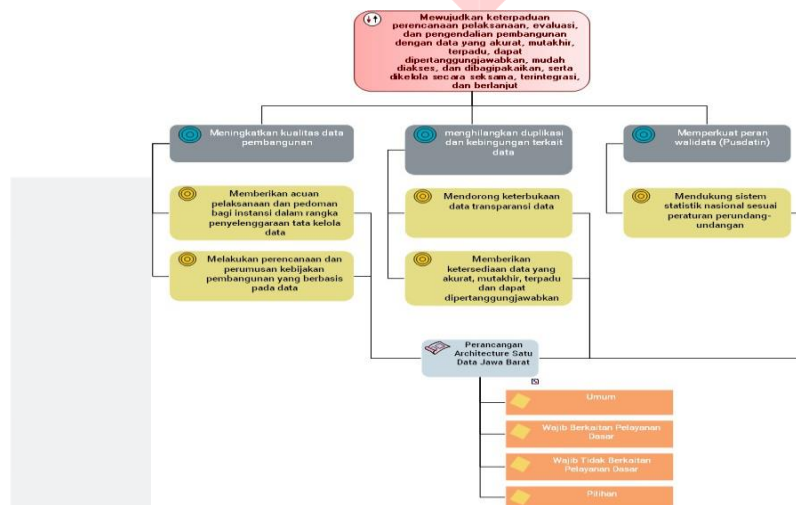 Mewujudkan keterpaduan
perencanaan pelaksanaan, evaluasi,
dan pengendalian pembangunan
dengan data yang akurat, mutakhir,
terpadu, dapat
dipertanggungjawabkan, mudah
diakses, dan dibagipakaikan, serta
dikelola secara seksama, terintegrasi,
dan berlanjut
Meningkatkan kualitas data
pembangunan
menghilangkan duplikasi
dan kebingungan terkait
data
Memperkuat peran
walidata (Pusdatin)
Memberikan acuan
pelaksanaan dan pedoman
bagi instansi dalam rangka
penyelenggaraan tata kelola
data
Mendorong keterbukaan
data transparansi data
Mendukung sistem
statistik nasional sesuai
peraturan perundang-
undangan
Melakukan perencanaan dan
perumusan kebijakan
pembangunan yang berbasis
pada data
Memberikan
ketersediaan data yang
akurat, mutakhir, terpadu
dan dapat
dipertanggungjawabkan
Perancangan
Architecture Satu
Data Jawa Barat
Umum
Wajib Berkaitan Pelayanan
Dasar
Wajib Tidak Berkaitan
Pelayanan Dasar
Pilihan